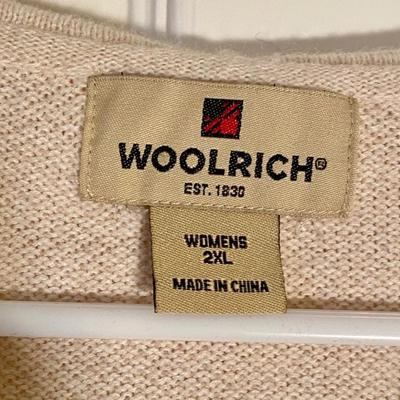 WOOLRICH®
EST. 1830
WOMENS
2XL
MADE IN CHINA